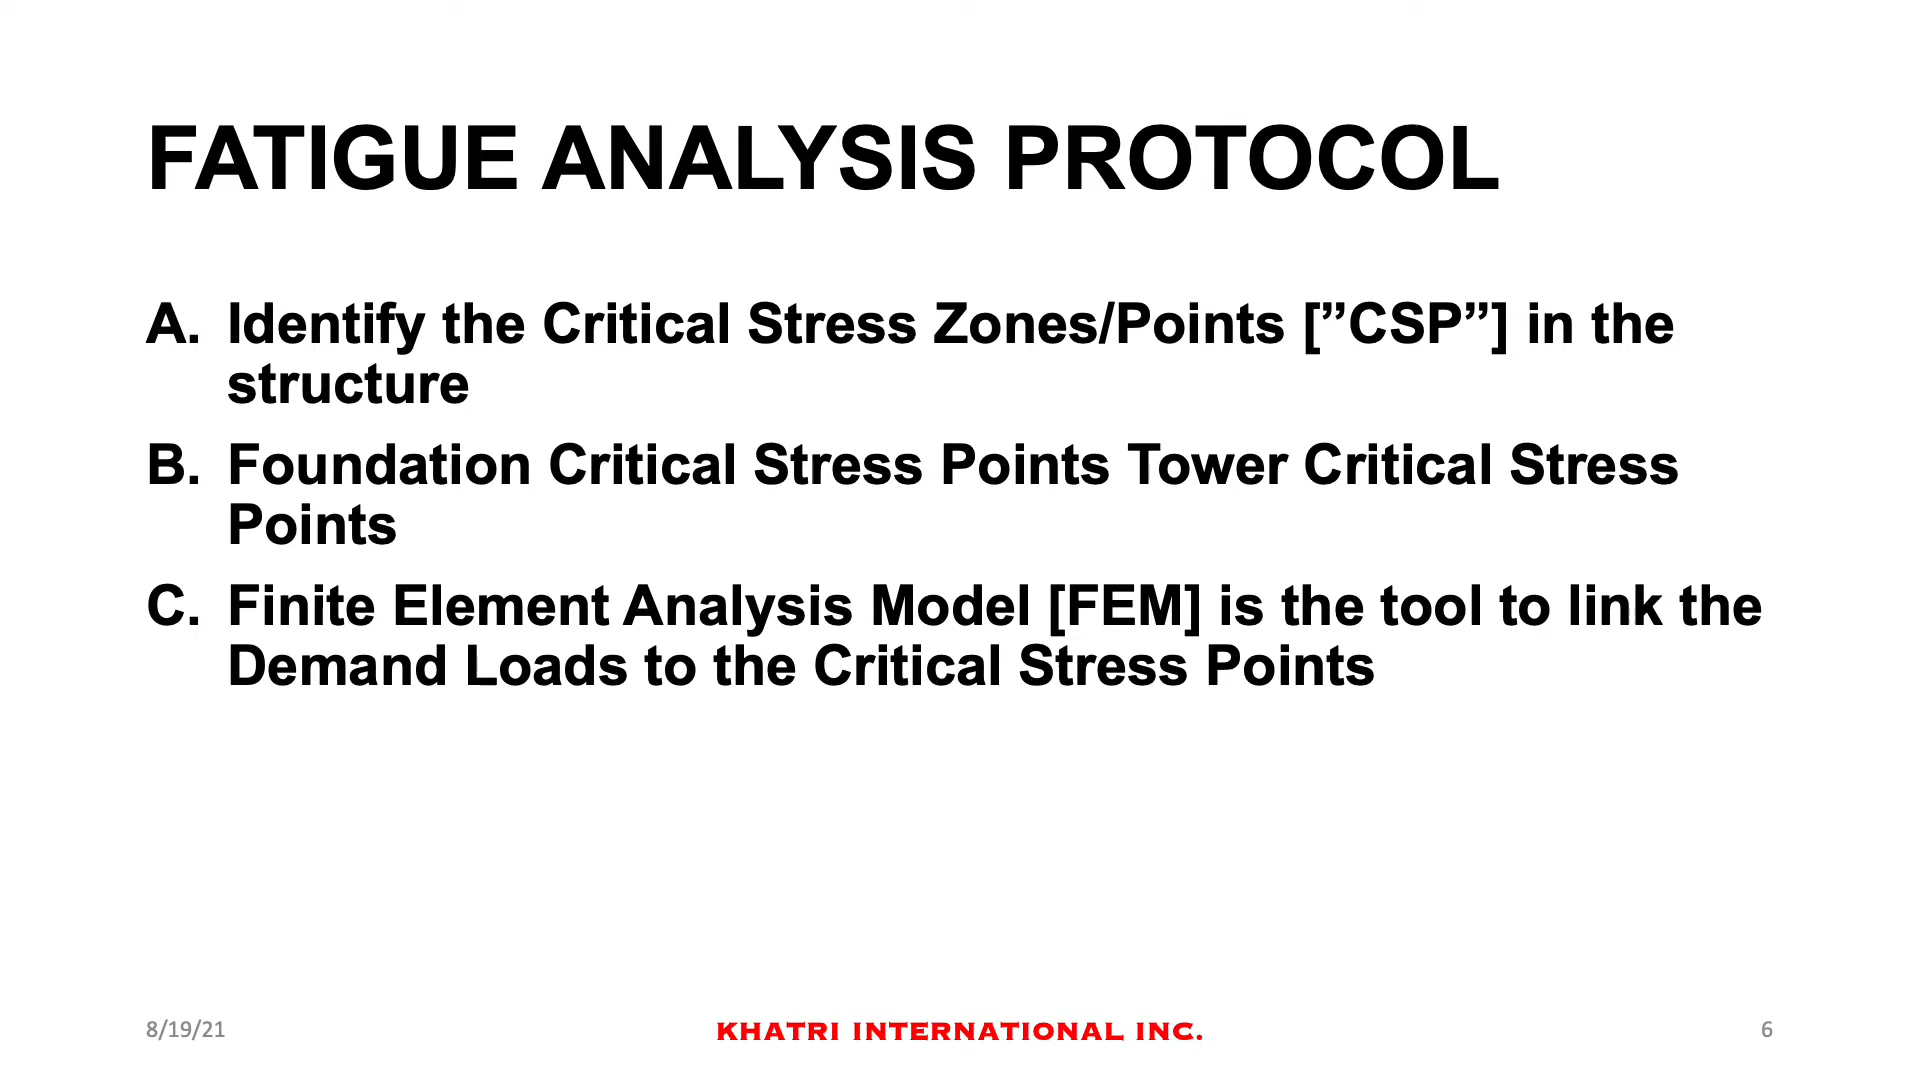 FATIGUE ANALYSIS PROTOCOL
A. Identify the Critical Stress Zones/Points [”CSP”] in the
structure
B. Foundation Critical Stress Points Tower Critical Stress
Points
C. Finite Element Analysis Model [FEM] is the tool to link the
Demand Loads to the Critical Stress Points
8/19/21
KHATRI INTERNATIONAL INC.
6